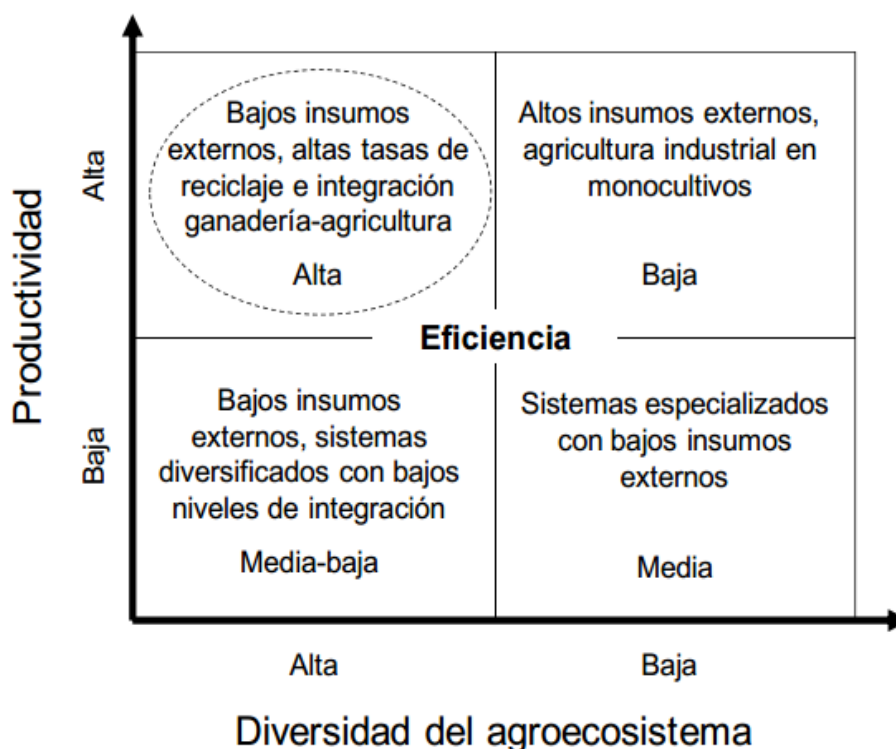 Productividad
Alta
Baja
Bajos insumos
externos, altas tasas de
reciclaje e integración
ganadería-agricultura
Alta
Altos insumos externos,
agricultura industrial en
monocultivos
Baja
Eficiencia
Bajos insumos
externos, sistemas
diversificados con bajos
niveles de integración
Media-baja
Sistemas especializados
con bajos insumos
externos
Media
Alta
Baja
Diversidad del agroecosistema